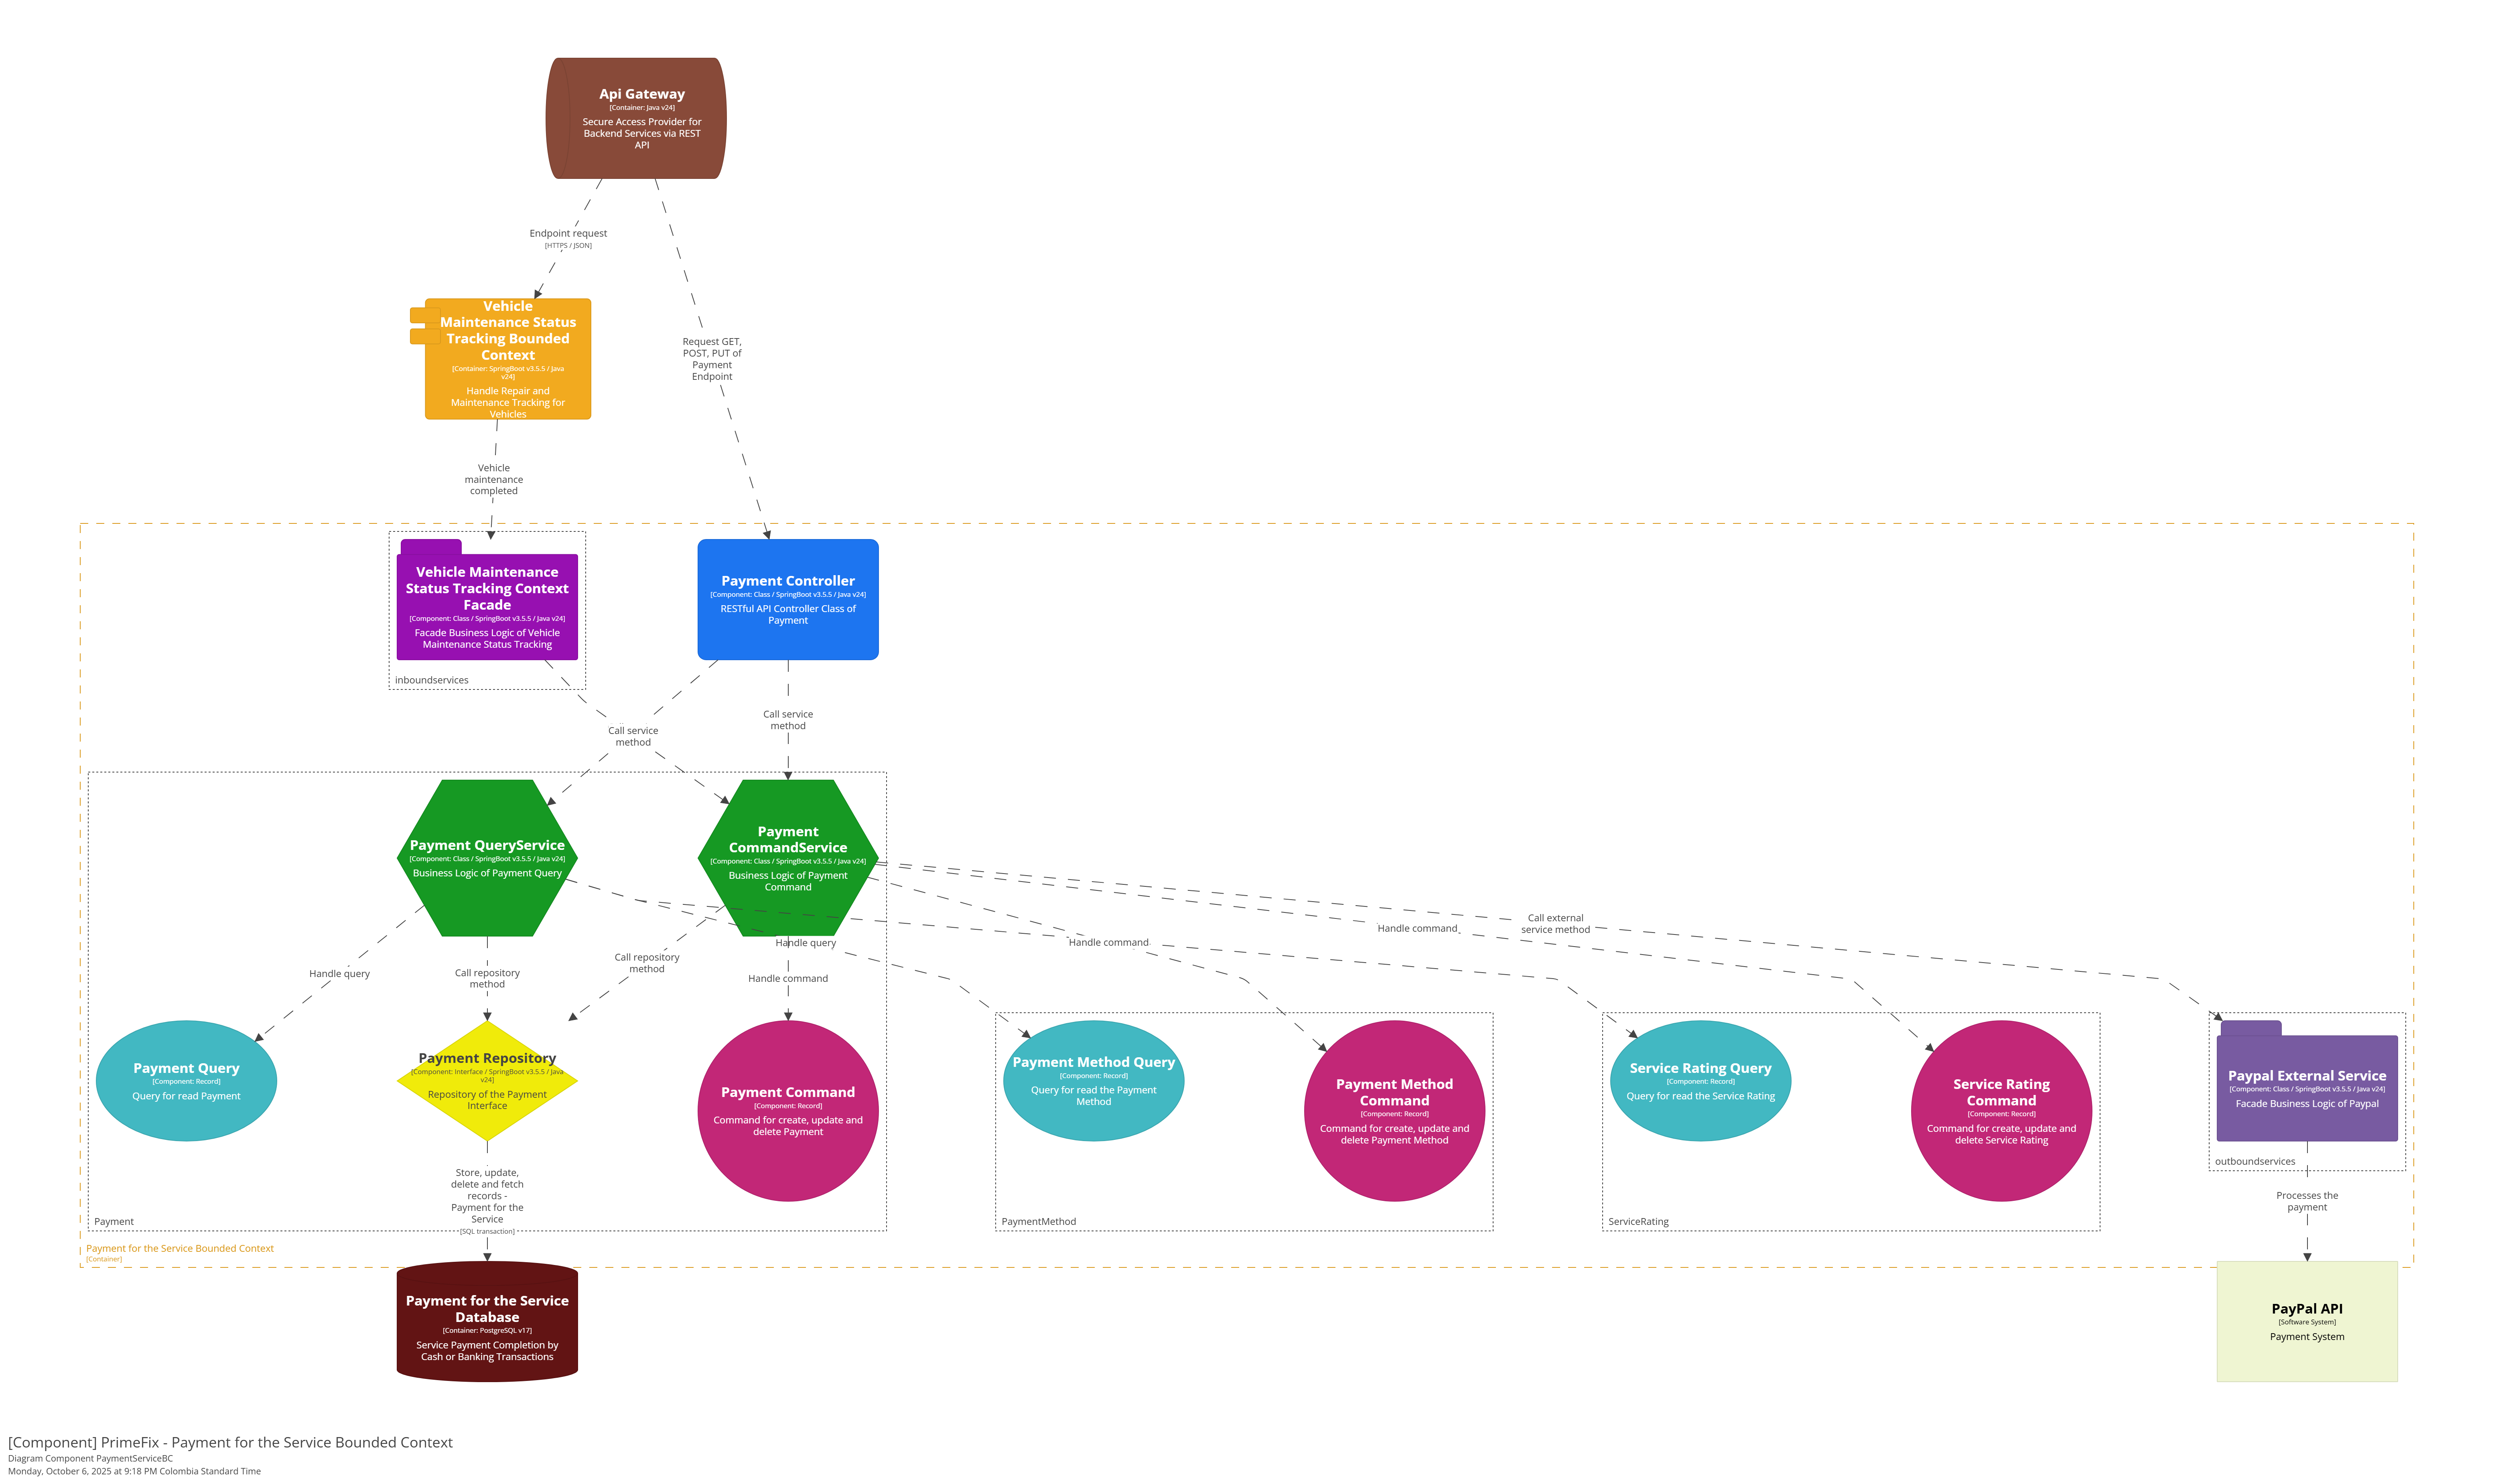 Api Gateway
[Container: Java v24]
Secure Access Provider for
Backend Services via REST
API
Endpoint request
[HTTPS / JSON]
Vehicle
Maintenance Status
Tracking Bounded
Context
[Container: SpringBoot v3.5.5 / Java
v24]
Handle Repair and
Maintenance Tracking for
Vehicles
Request GET,
POST, PUT of
Payment
Endpoint
Vehicle
maintenance
completed
Vehicle Maintenance
Status Tracking Context
Facade
[Component: Class / SpringBoot v3.5.5 / Java v24]
Facade Business Logic of Vehicle
Maintenance Status Tracking
inboundservices
Payment Controller
[Component: Class / SpringBoot v3.5.5 / Java v24]
RESTful API Controller Class of
Payment
Call service
method
Call service
method
Payment QueryService
[Component: Class / SpringBoot v3.5.5 / Java v24]
Business Logic of Payment Query
Payment
CommandService
[Component: Class / SpringBoot v3.5.5 / Java v24]
Business Logic of Payment
Command
Handle query
Call repository
method
Call repository
method
Handle query
Handle command
Handle command
Handle command
Call external
service method
Payment Query
[Component: Record]
Query for read Payment
Payment Repository
[Component: Interface / SpringBoot v3.5.5 / Java
v24]
Repository of the Payment
Interface
Payment Command
[Component: Record]
Command for create, update and
delete Payment
Payment Method Query
[Component: Record]
Query for read the Payment
Method
Payment Method
Command
[Component: Record]
Command for create, update and
delete Payment Method
Service Rating Query
[Component: Record]
Query for read the Service Rating
Service Rating
Command
[Component: Record]
Command for create, update and
delete Service Rating
Paypal External Service
[Component: Class / SpringBoot v3.5.5 / Java v24]
Facade Business Logic of Paypal
outboundservices
Store, update,
delete and fetch
records -
Payment for the
Service
[SQL transaction]
Processes the
payment
Payment
PaymentMethod
ServiceRating
Payment for the Service Bounded Context
[Container]
Payment for the Service
Database
[Container: PostgreSQL v17]
Service Payment Completion by
Cash or Banking Transactions
PayPal API
[Software System]
Payment System
[Component] PrimeFix - Payment for the Service Bounded Context
Diagram Component PaymentServiceBC
Monday, October 6, 2025 at 9:18 PM Colombia Standard Time